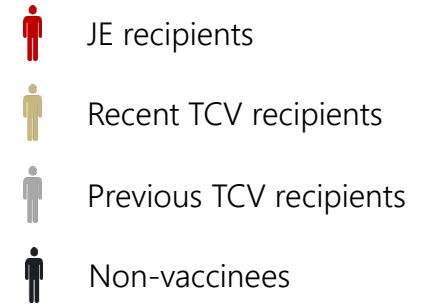 JE recipients
Recent TCV recipients
Previous TCV recipients
Non-vaccinees